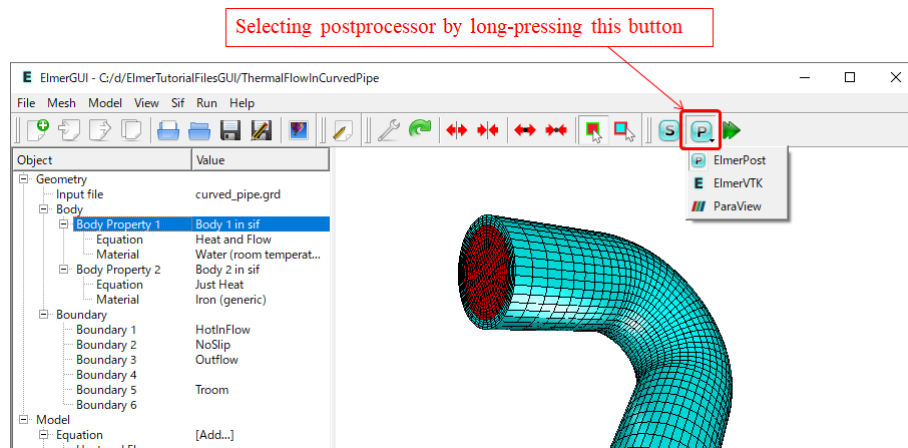 Selecting postprocessor by long-pressing this button
E ElmerGUI - C:/d/ElmerTutorialFilesGUI/ThermalFlowInCurvedPipe
File Mesh Model View Sif Run Help
S P
Object Value
P ElmerPost
E ElmerVTK
ParaView
Geometry
Input file curved_pipe.grd
Body
Body Property 1 Body 1 in sif
Equation Heat and Flow
Material Water (room temperat...
Body Property 2 Body 2 in sif
Equation Just Heat
Material Iron (generic)
Boundary
Boundary 1 HotInFlow
Boundary 2 NoSlip
Boundary 3 Outflow
Boundary 4
Boundary 5 Troom
Boundary 6
Model
Equation [Add...]